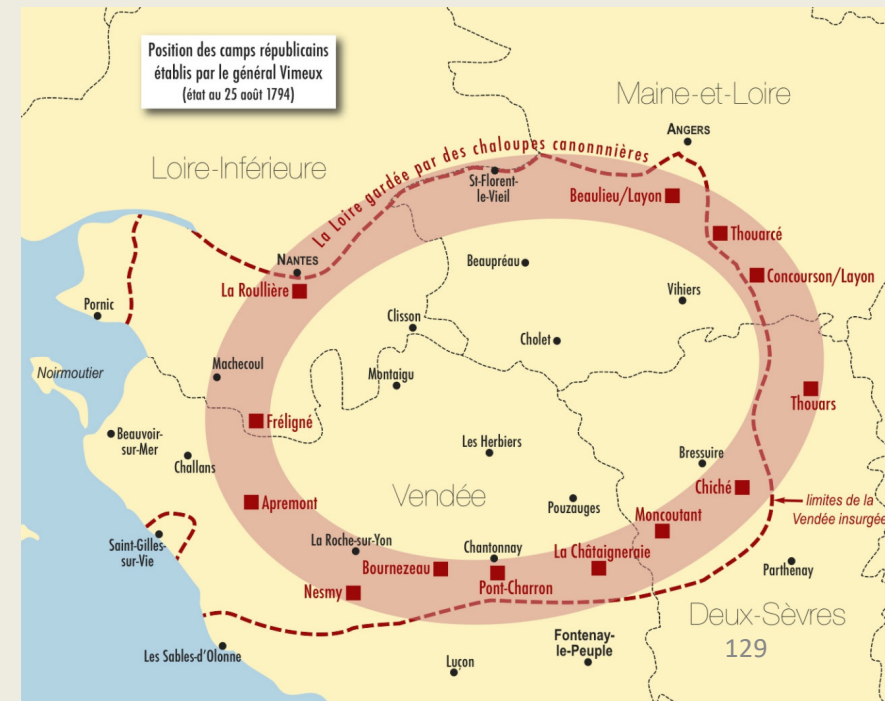 Position des camps républicains
établis par le général Vimeux
(état au 25 août 1794)
Maine-et-Loire
Loire-Inférieure
ANGERS
La Loire gardée par des chaloupes canonnnières
St-Florent-
le-Vieil
Beaulieu/Layon
Thouarcé
NANTES
Beaupréau
Concourson/Layon
La Roullière
Vihiers
Pornic
Clisson
Cholet
Machecoul
Noirmoutier
Montaigu
Thouars
Fréligné
Beauvoir-
sur-Mer
Les Herbiers
Challans
Bressuire
Chiché
Vendée
Pouzauges
limites de la
Vendée insurgée
Apremont
Moncoutant
Saint-Gilles-
sur-Vie
La Roche-sur-Yon
Chantonnay
La Châtaigneraie
Bournezeau
Pont-Charron
Parthenay
Nesmy
Deux-Sèvres
129
Fontenay-
le-Peuple
Les Sables-d'Olonne
Luçon